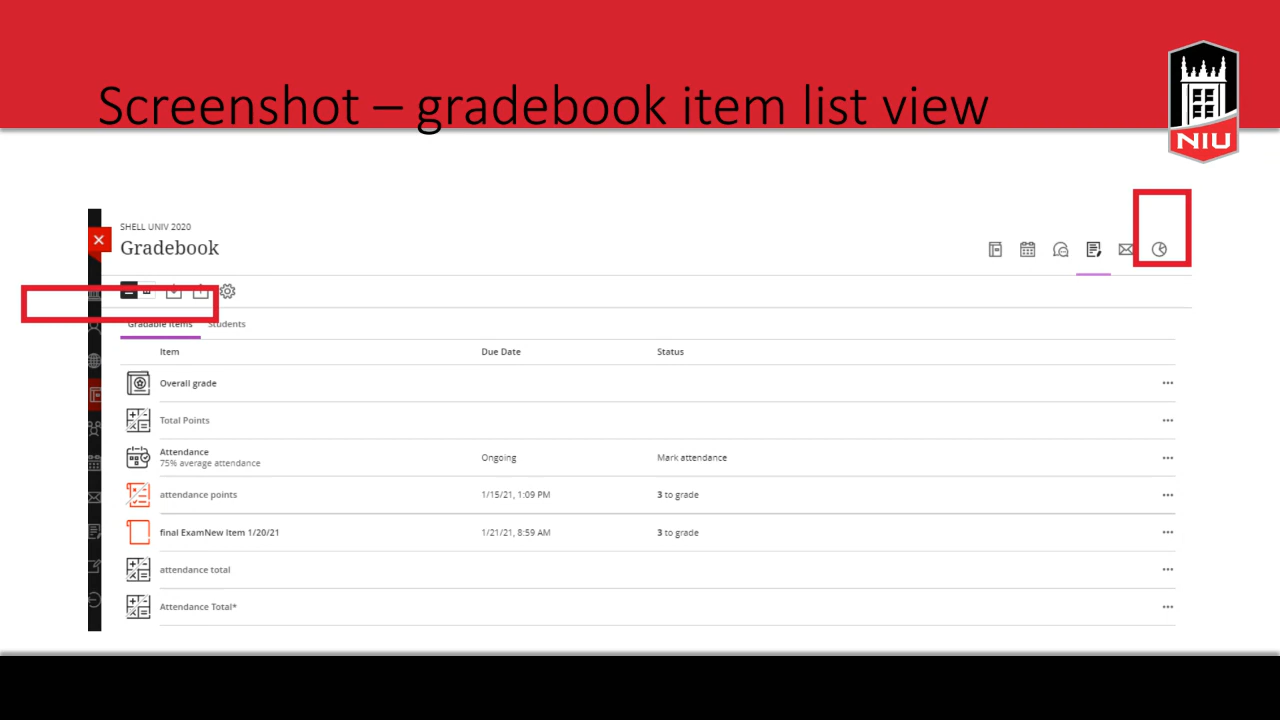 Screenshot – gradebook item list view
NIU
SHELL UNIV 2020
Gradebook
Gradable Items Students
Item Due Date Status
Overall grade
Total Points
Attendance
75% average attendance Ongoing Mark attendance
attendance points 1/15/21, 1:09 PM 3 to grade
final ExamNew Item 1/20/21 1/21/21, 8:59 AM 3 to grade
attendance total
Attendance Total*